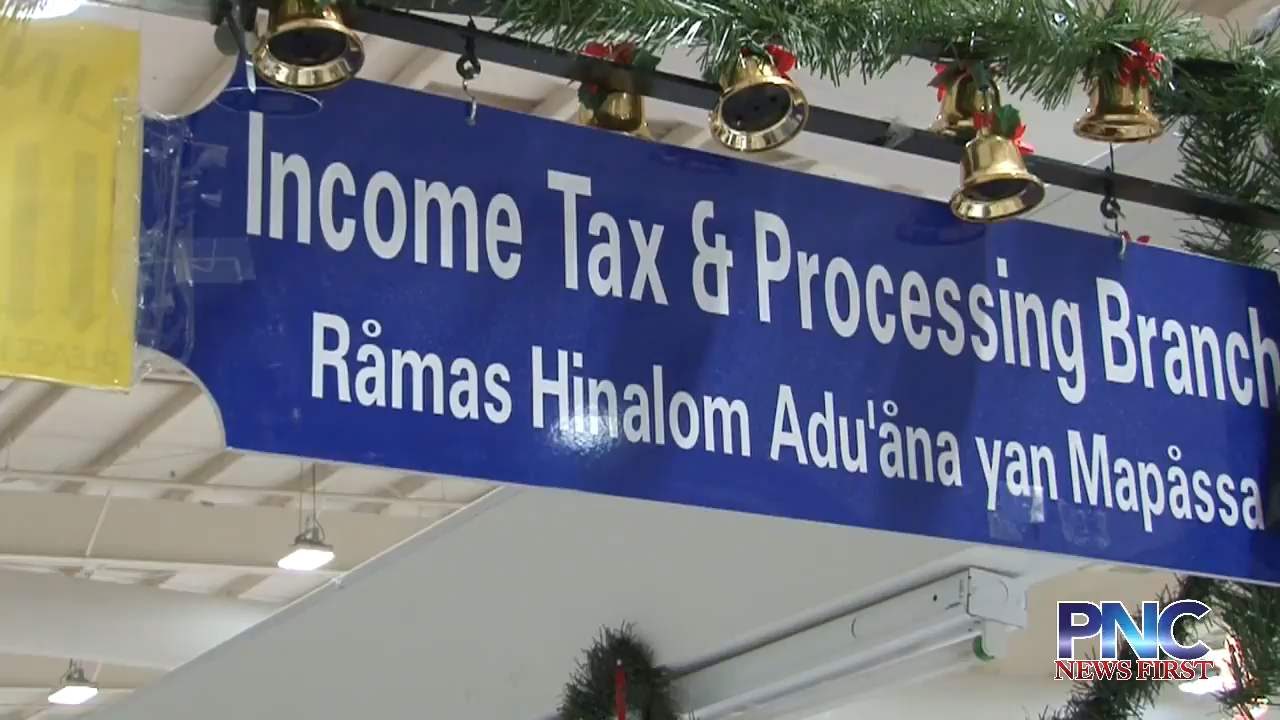 Income Tax & Processing Branch
Råmas Hinalom Adu'åna yan Mapåssa
PNC
NEWS FIRST